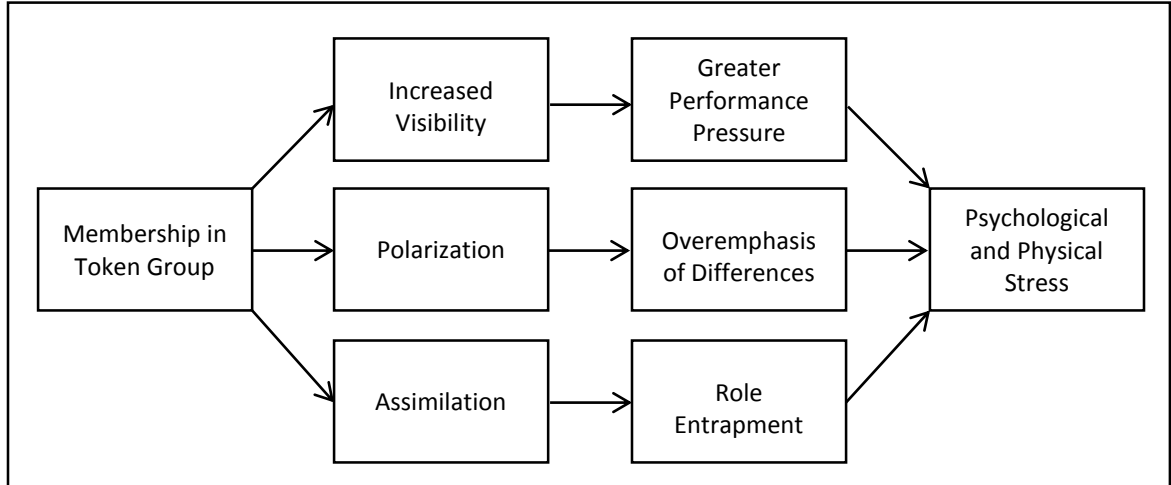 Membership in
Token Group
Increased
Visibility
Greater
Performance
Pressure
Polarization
Overemphasis
of Differences
Assimilation
Role
Entrapment
Psychological
and Physical
Stress